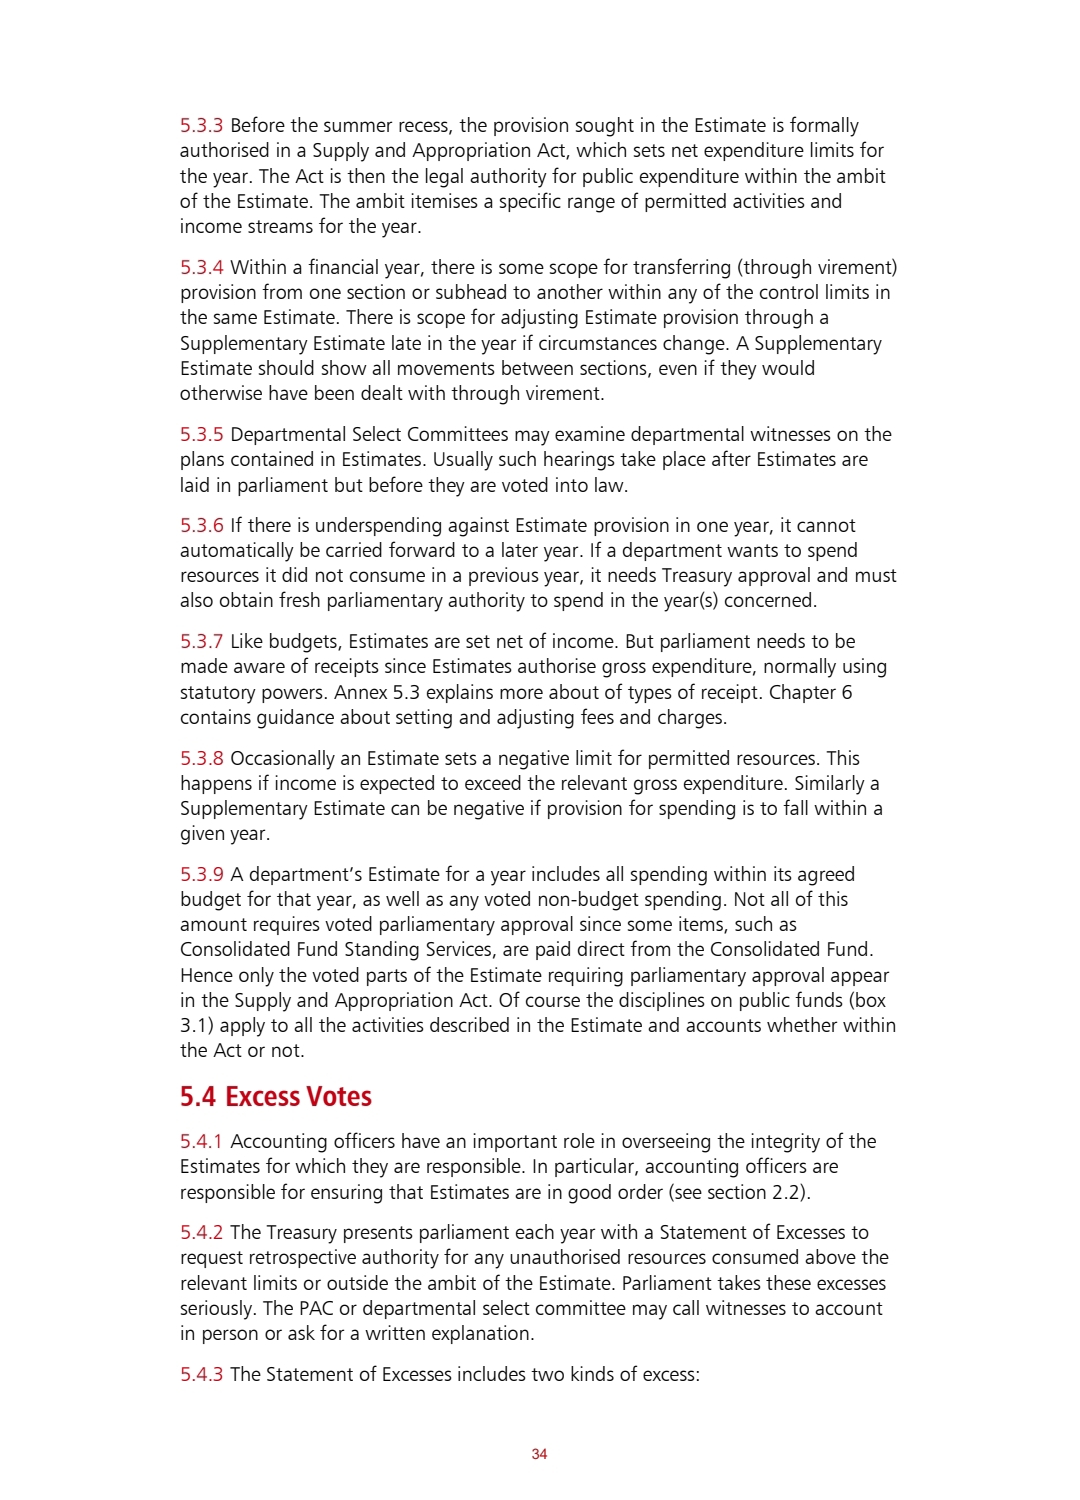 5.3.3 Before the summer recess, the provision sought in the Estimate is formally
authorised in a Supply and Appropriation Act, which sets net expenditure limits for
the year. The Act is then the legal authority for public expenditure within the ambit
of the Estimate. The ambit itemises a specific range of permitted activities and
income streams for the year.
5.3.4 Within a financial year, there is some scope for transferring (through virement)
provision from one section or subhead to another within any of the control limits in
the same Estimate. There is scope for adjusting Estimate provision through a
Supplementary Estimate late in the year if circumstances change. A Supplementary
Estimate should show all movements between sections, even if they would
otherwise have been dealt with through virement.
5.3.5 Departmental Select Committees may examine departmental witnesses on the
plans contained in Estimates. Usually such hearings take place after Estimates are
laid in parliament but before they are voted into law.
5.3.6 If there is underspending against Estimate provision in one year, it cannot
automatically be carried forward to a later year. If a department wants to spend
resources it did not consume in a previous year, it needs Treasury approval and must
also obtain fresh parliamentary authority to spend in the year(s) concerned.
5.3.7 Like budgets, Estimates are set net of income. But parliament needs to be
made aware of receipts since Estimates authorise gross expenditure, normally using
statutory powers. Annex 5.3 explains more about of types of receipt. Chapter 6
contains guidance about setting and adjusting fees and charges.
5.3.8 Occasionally an Estimate sets a negative limit for permitted resources. This
happens if income is expected to exceed the relevant gross expenditure. Similarly a
Supplementary Estimate can be negative if provision for spending is to fall within a
given year.
5.3.9 A department’s Estimate for a year includes all spending within its agreed
budget for that year, as well as any voted non-budget spending. Not all of this
amount requires voted parliamentary approval since some items, such as
Consolidated Fund Standing Services, are paid direct from the Consolidated Fund.
Hence only the voted parts of the Estimate requiring parliamentary approval appear
in the Supply and Appropriation Act. Of course the disciplines on public funds (box
3.1) apply to all the activities described in the Estimate and accounts whether within
the Act or not.
5.4 Excess Votes
5.4.1 Accounting officers have an important role in overseeing the integrity of the
Estimates for which they are responsible. In particular, accounting officers are
responsible for ensuring that Estimates are in good order (see section 2.2).
5.4.2 The Treasury presents parliament each year with a Statement of Excesses to
request retrospective authority for any unauthorised resources consumed above the
relevant limits or outside the ambit of the Estimate. Parliament takes these excesses
seriously. The PAC or departmental select committee may call witnesses to account
in person or ask for a written explanation.
5.4.3 The Statement of Excesses includes two kinds of excess:
34